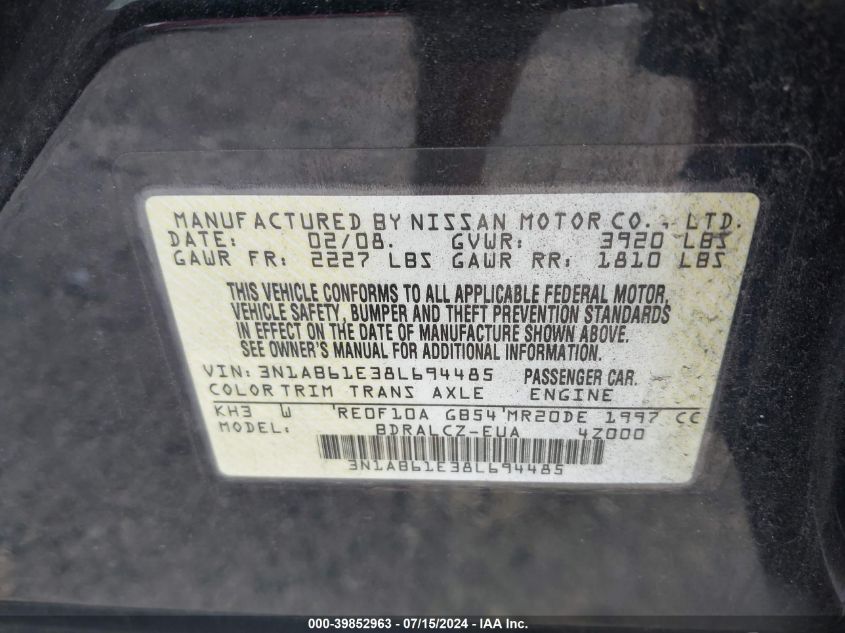 MANUFACTURED BY NISSAN MOTOR CO., LTD.
DATE: 02/08. GVWR: 3920 LBS
GAWR FR: 2227 LBS GAWR RR: 1810 LBS
THIS VEHICLE CONFORMS TO ALL APPLICABLE FEDERAL MOTOR
VEHICLE SAFETY, BUMPER AND THEFT PREVENTION STANDARDS
IN EFFECT ON THE DATE OF MANUFACTURE SHOWN ABOVE.
SEE OWNER'S MANUAL FOR ADDITIONAL INFORMATION.
VIN: 3N1AB61E38L694485 PASSENGER CAR.
COLOR TRIM TRANS AXLE ENGINE
KH3 W RE0F10A GB54 MR20DE 1997 CC
MODEL: BDRALCZ-EUA 4Z000
3N1AB61E38L694485
000-39852963 - 07/15/2024 - IAA Inc.